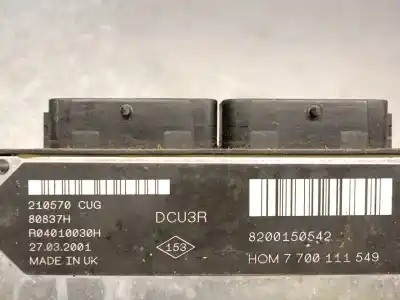 210570 CUG
80837H
R04010030H
27.03.2001
MADE IN UK
DCU3R
153
8200150542
HOM 7 700 111 549